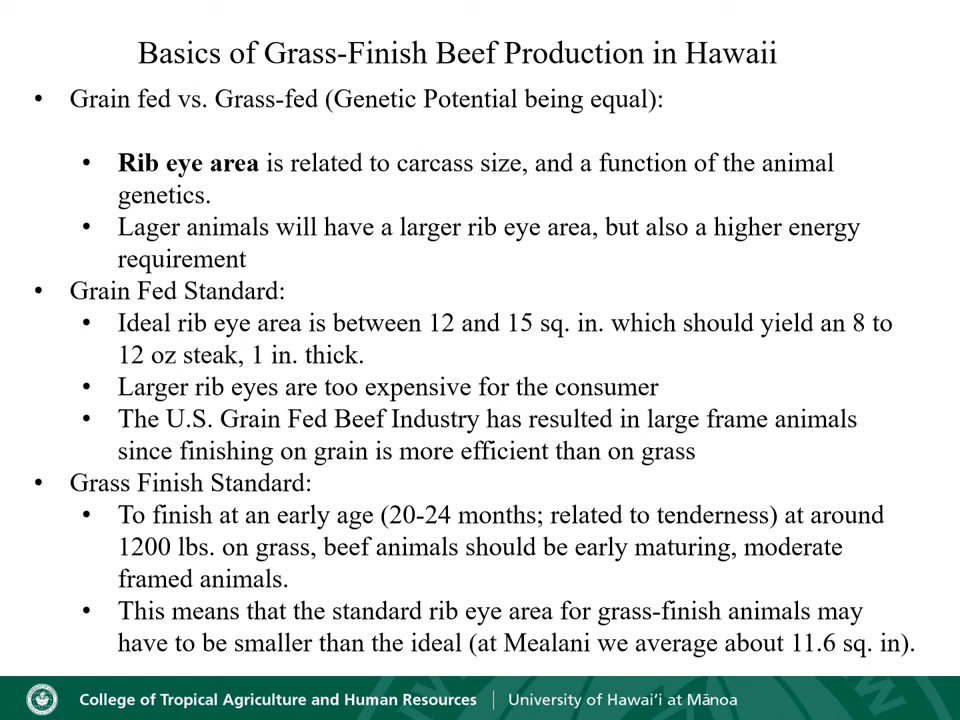 Basics of Grass-Finish Beef Production in Hawaii
• Grain fed vs. Grass-fed (Genetic Potential being equal):
• Rib eye area is related to carcass size, and a function of the animal
genetics.
• Lager animals will have a larger rib eye area, but also a higher energy
requirement
• Grain Fed Standard:
• Ideal rib eye area is between 12 and 15 sq. in. which should yield an 8 to
12 oz steak, 1 in. thick.
• Larger rib eyes are too expensive for the consumer
• The U.S. Grain Fed Beef Industry has resulted in large frame animals
since finishing on grain is more efficient than on grass
• Grass Finish Standard:
• To finish at an early age (20-24 months; related to tenderness) at around
1200 lbs. on grass, beef animals should be early maturing, moderate
framed animals.
• This means that the standard rib eye area for grass-finish animals may
have to be smaller than the ideal (at Mealani we average about 11.6 sq. in).
College of Tropical Agriculture and Human Resources | University of Hawai‘i at Mānoa